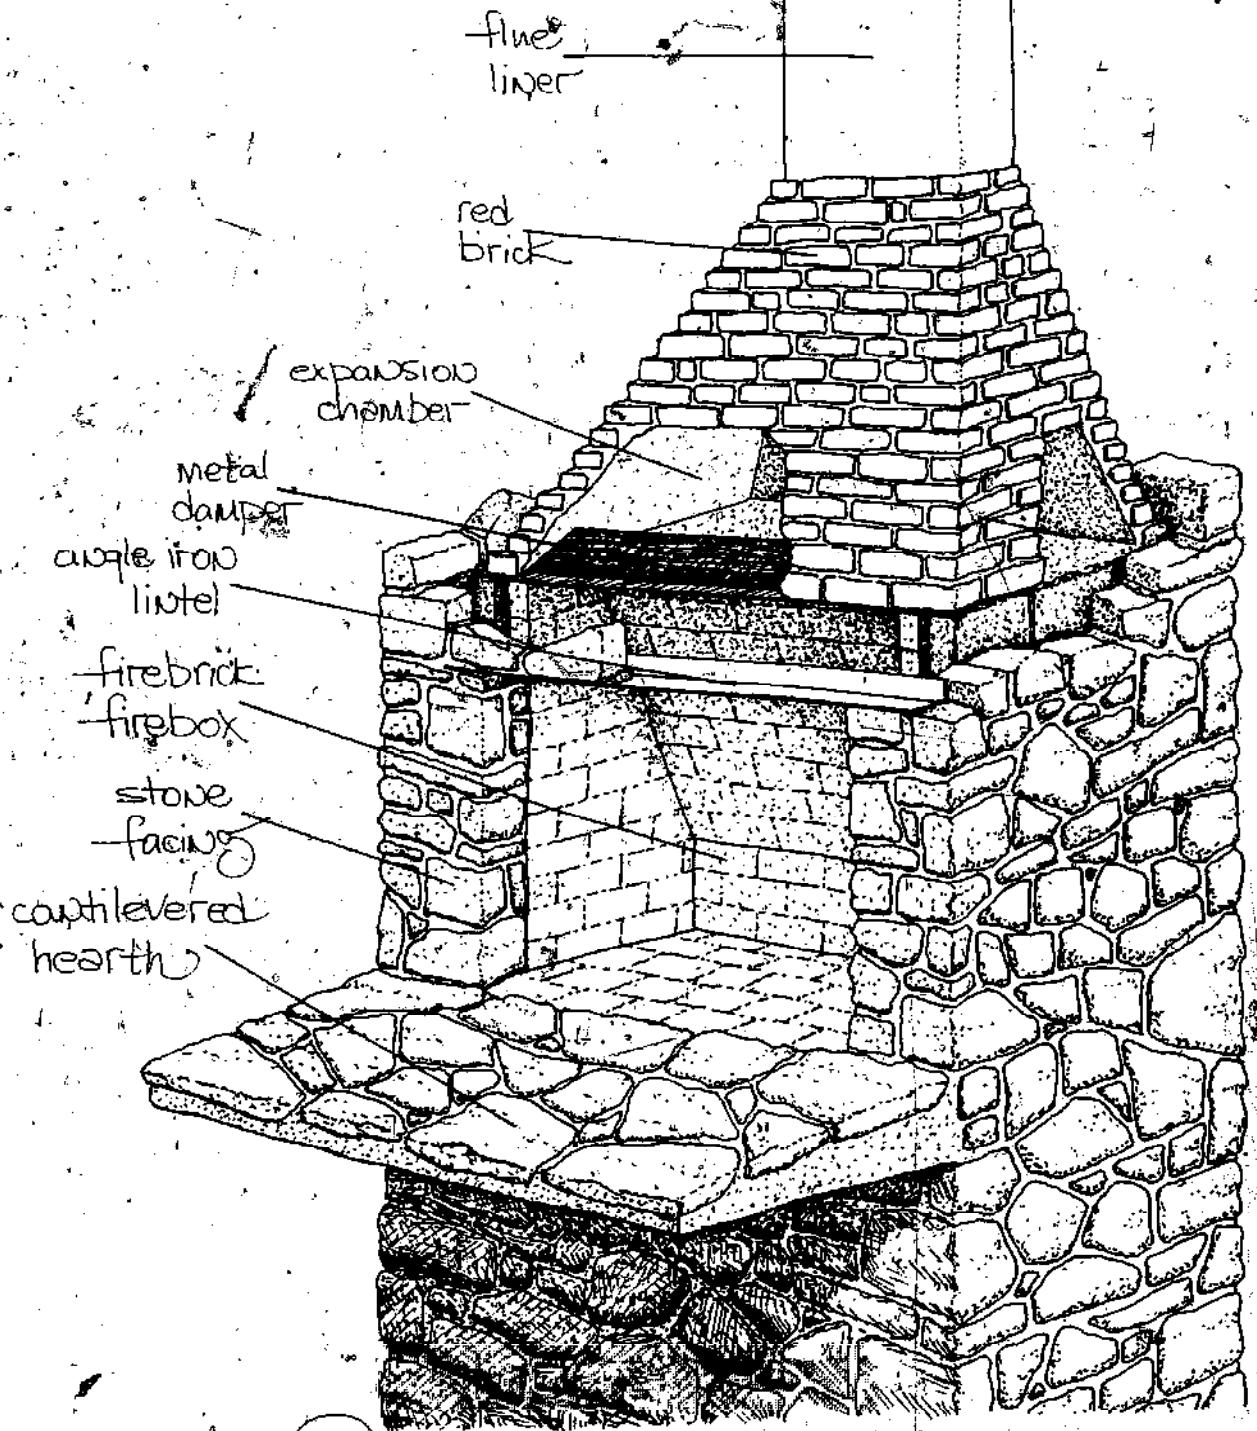 flue
liner
red
brick
expansion
chamber
metal
damper
angle iron
lintel
firebrick
firebox
stone
facing
cantilevered
hearth